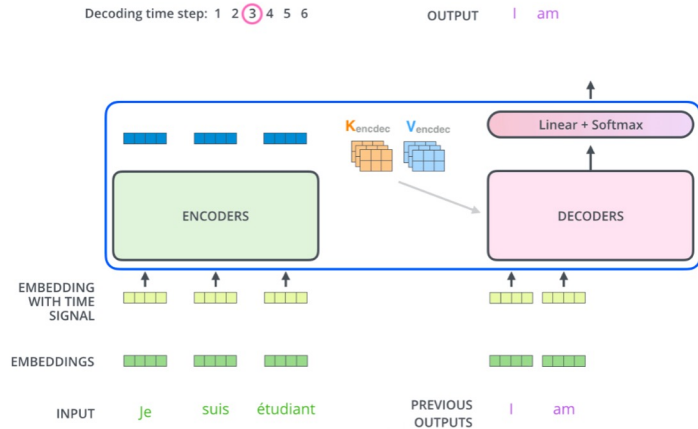 Decoding time step: 1 2 3 4 5 6
OUTPUT I am
Kencdec
Vencdec
Linear + Softmax
ENCODERS
DECODERS
EMBEDDING
WITH TIME
SIGNAL
EMBEDDINGS
INPUT Je suis étudiant
PREVIOUS
OUTPUTS
I am